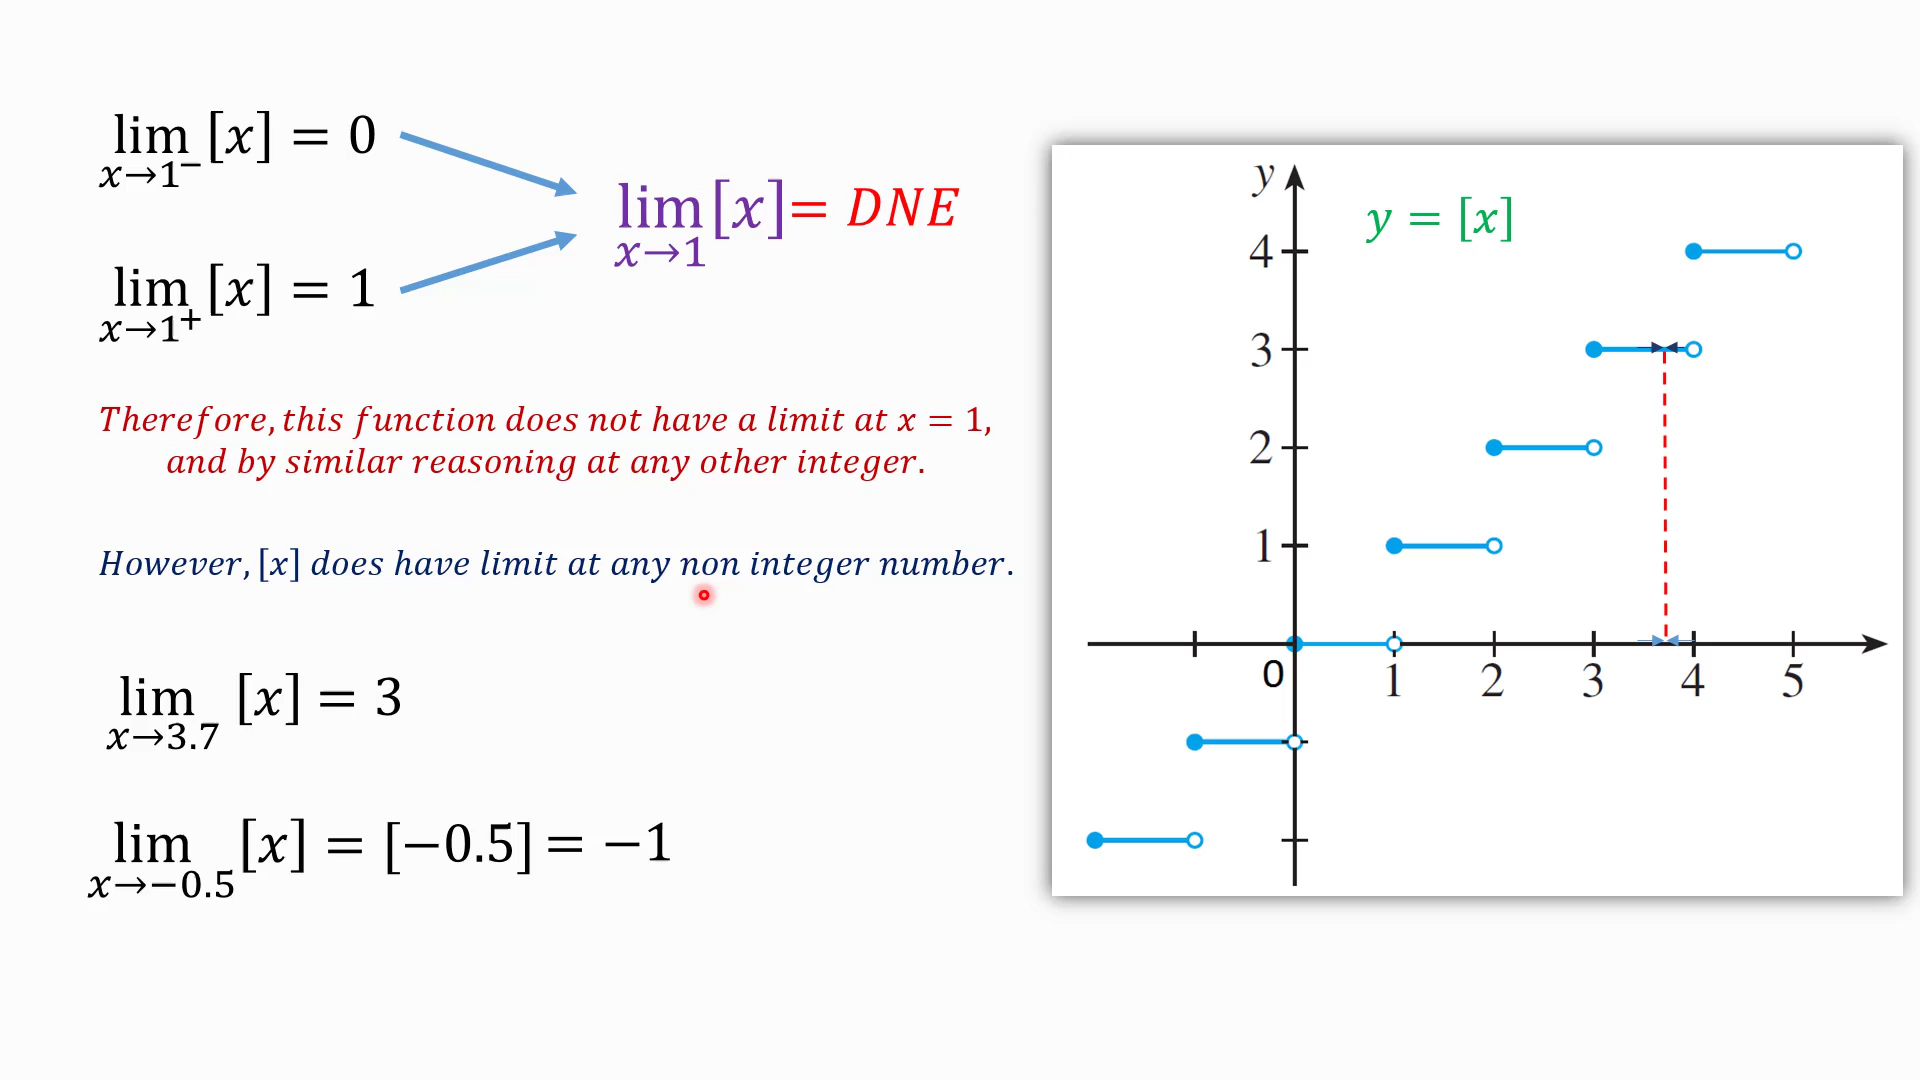 lim x→1⁻ [x] = 0
lim x→1⁺ [x] = 1
lim x→1 [x] = DNE
Therefore, this function does not have a limit at x = 1,
and by similar reasoning at any other integer.
However, [x] does have limit at any non integer number.
lim x→3.7 [x] = 3
lim x→−0.5 [x] = [−0.5] = −1
y
y = [x]
4
3
2
1
0 1 2 3 4 5